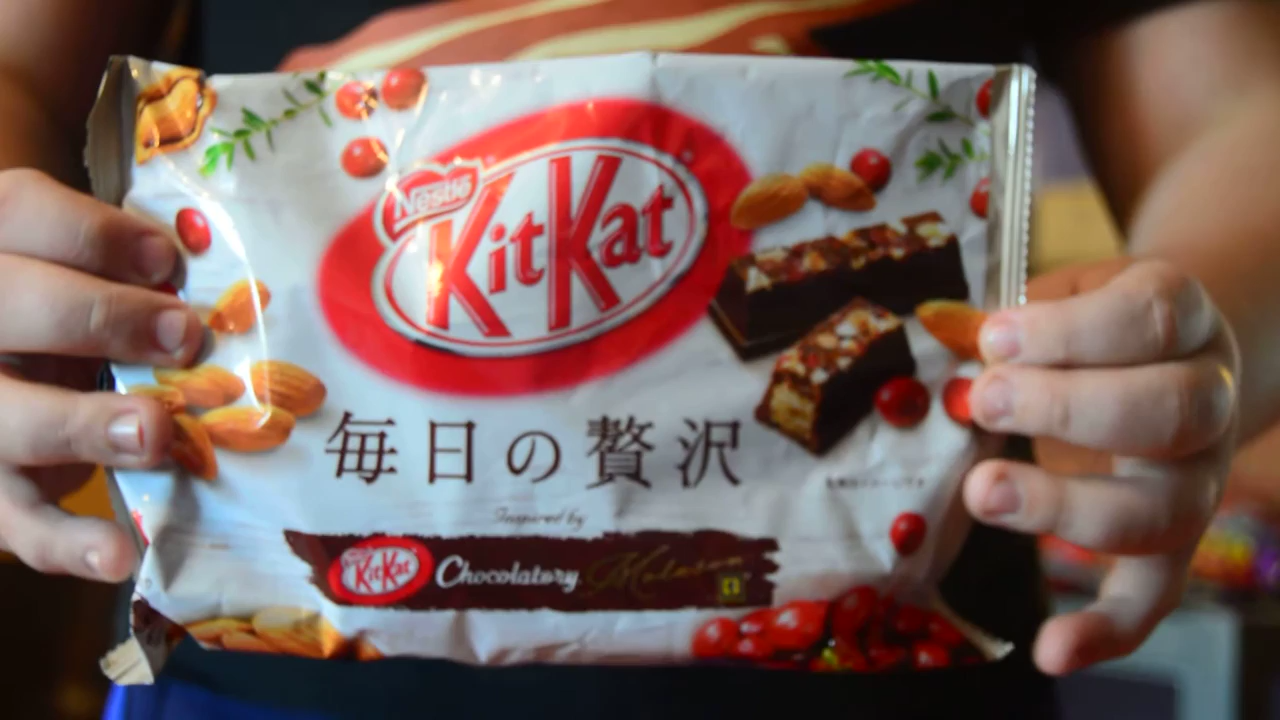 Nestlé
KitKat
毎日の贅沢
Inspired by
KitKat Chocolatory